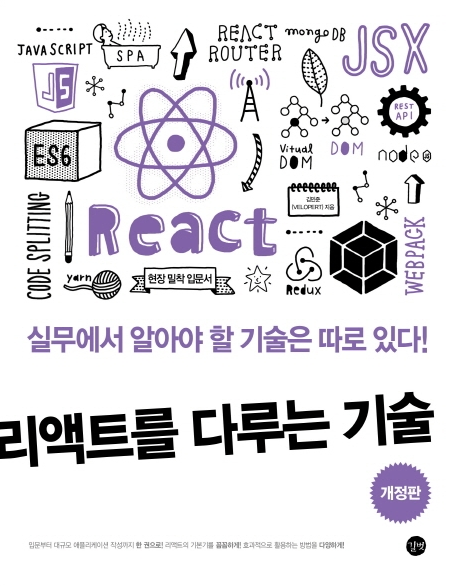 JAVASCRIPT
JS
SPA
REACT
ROUTER
mongoDB
JSX
ES6
Vitual
DOM
DOM
REST
API
node
JS
김민준
(VELOPERT) 지음
CODE SPLITTING
React
WEBPACK
yarn
현장 밀착 입문서
Redux
실무에서 알아야 할 기술은 따로 있다!
리액트를 다루는 기술
개정판
입문부터 대규모 애플리케이션 작성까지 한 권으로! 리액트의 기본기를 꼼꼼하게! 효과적으로 활용하는 방법을 다양하게!
길벗